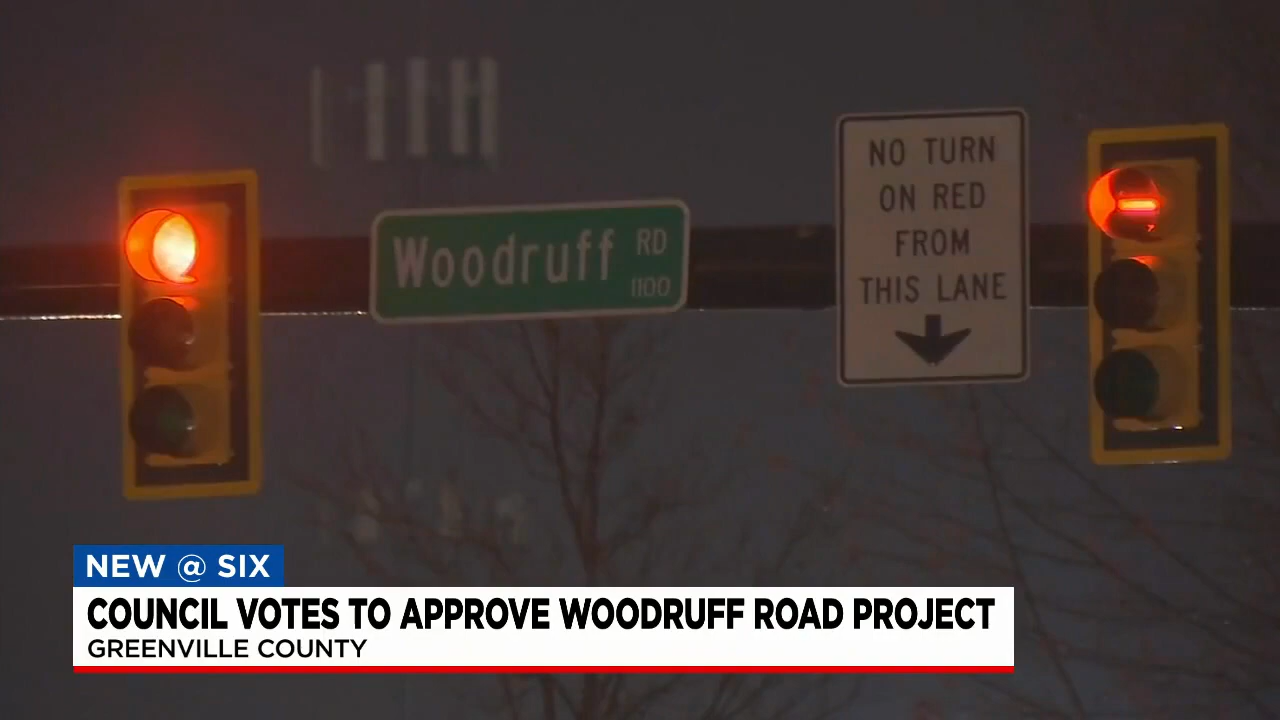 Woodruff RD
1100
NO TURN
ON RED
FROM
THIS LANE
NEW @ SIX
COUNCIL VOTES TO APPROVE WOODRUFF ROAD PROJECT
GREENVILLE COUNTY